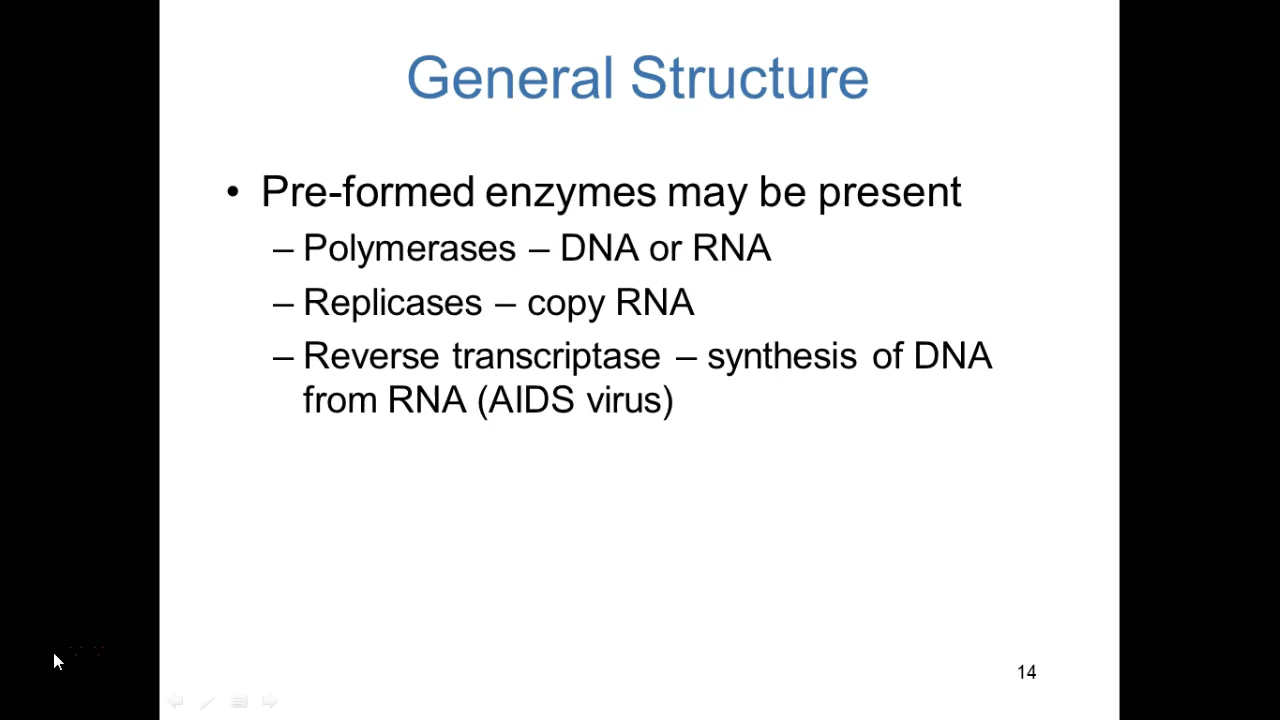 General Structure
• Pre-formed enzymes may be present
– Polymerases – DNA or RNA
– Replicases – copy RNA
– Reverse transcriptase – synthesis of DNA
from RNA (AIDS virus)
14